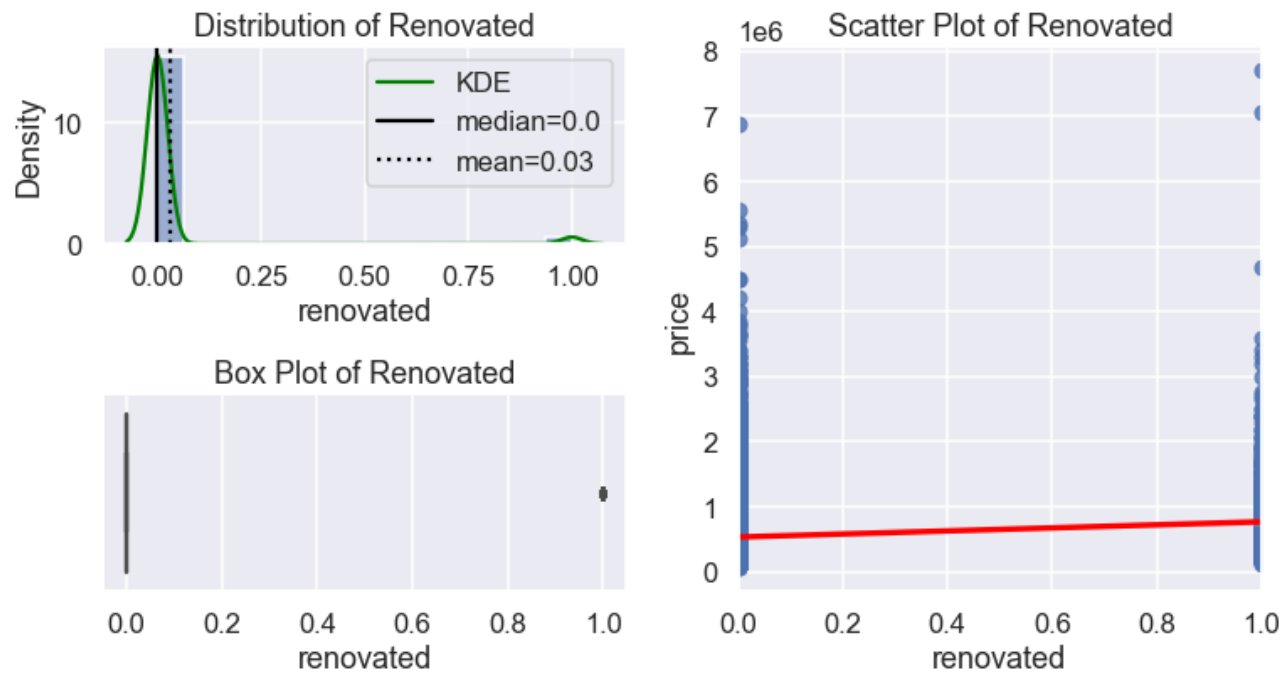 Distribution of Renovated
Density
10
0
KDE
median=0.0
mean=0.03
0.00 0.25 0.50 0.75 1.00
renovated
Box Plot of Renovated
0.0 0.2 0.4 0.6 0.8 1.0
renovated
1e6 Scatter Plot of Renovated
price
8
7
6
5
4
3
2
1
0
0.0 0.2 0.4 0.6 0.8 1.0
renovated